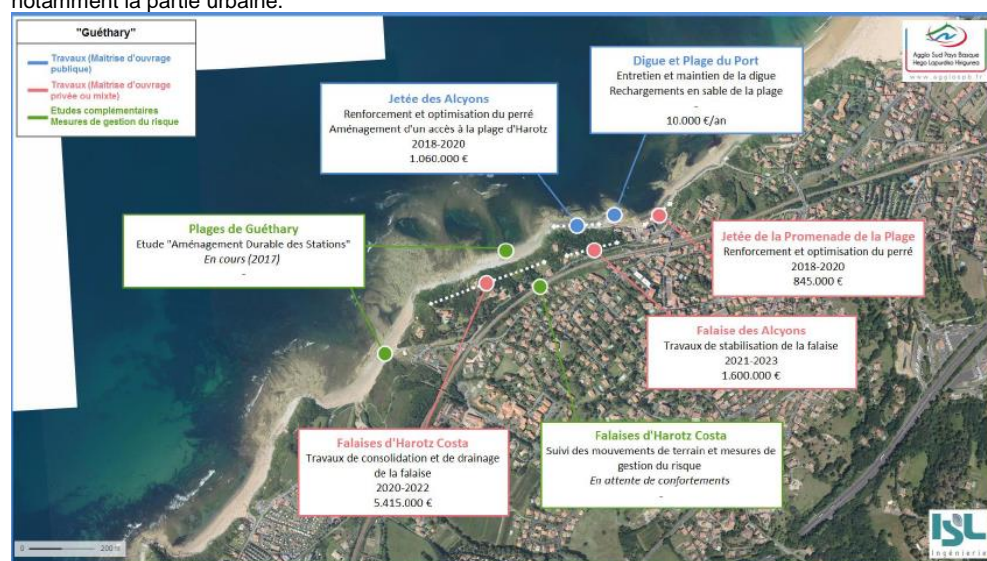 notamment la partie urbaine.
"Guéthary"
Travaux (Maîtrise d'ouvrage
publique)
Travaux (Maîtrise d'ouvrage
privée ou mixte)
Etudes complémentaires
Mesures de gestion du risque
Agglo Sud Pays Basque
Hego Lapurdiko Hirigunea
www.agglospb.fr
Digue et Plage du Port
Entretien et maintien de la digue
Rechargements en sable de la plage
-
10.000 €/an
Jetée des Alcyons
Renforcement et optimisation du perré
Aménagement d'un accès à la plage d'Harotz
2018-2020
1.060.000 €
Plages de Guéthary
Etude "Aménagement Durable des Stations"
En cours (2017)
-
Jetée de la Promenade de la Plage
Renforcement et optimisation du perré
2018-2020
845.000 €
Falaise des Alcyons
Travaux de stabilisation de la falaise
2021-2023
1.600.000 €
Falaises d'Harotz Costa
Travaux de consolidation et de drainage
de la falaise
2020-2022
5.415.000 €
Falaises d'Harotz Costa
Suivi des mouvements de terrain et mesures de
gestion du risque
En attente de confortements
-
0 200 m
ISL
Ingénierie